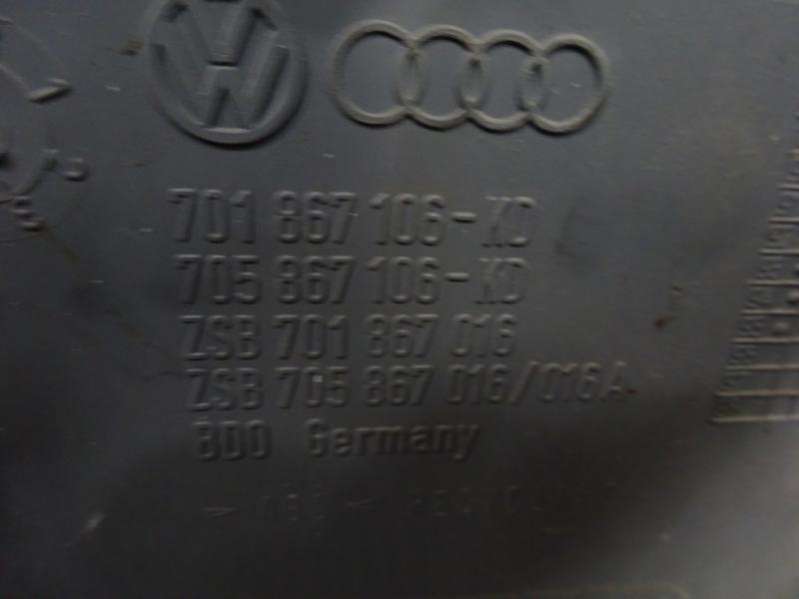 701 867 106-KD
705 867 106-KD
ZSB 701 867 016
ZSB 705 867 016/016A
BDO Germany